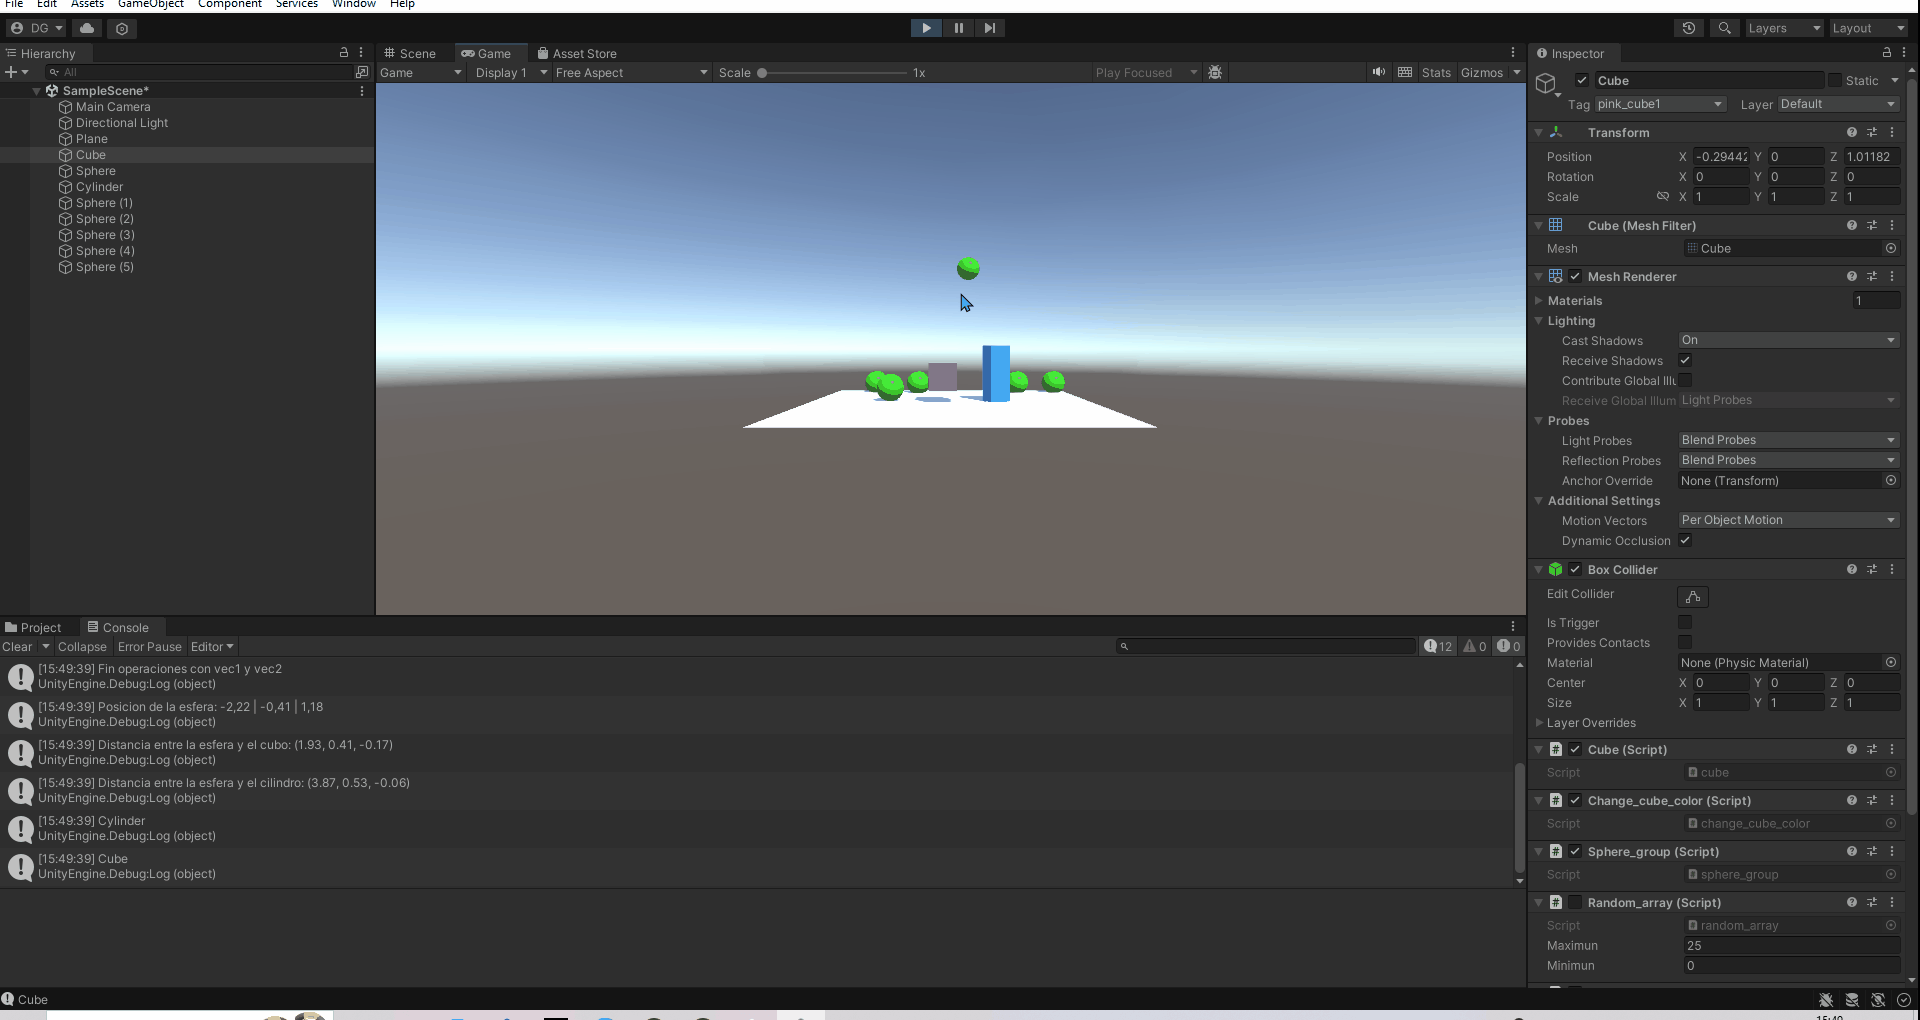 File Edit Assets GameObject Component Services Window Help
DG Layers Layout
Hierarchy
All
SampleScene*
Main Camera
Directional Light
Plane
Cube
Sphere
Cylinder
Sphere (1)
Sphere (2)
Sphere (3)
Sphere (4)
Sphere (5)
Scene Game Asset Store
Game Display 1 Free Aspect Scale 1x Play Focused Stats Gizmos
Inspector
Cube Static
Tag pink_cube1 Layer Default
Transform
Position X -0.29442 Y 0 Z 1.01182
Rotation X 0 Y 0 Z 0
Scale X 1 Y 1 Z 1
Cube (Mesh Filter)
Mesh Cube
Mesh Renderer
Materials 1
Lighting
Cast Shadows On
Receive Shadows
Contribute Global Illu
Receive Global Illum Light Probes
Probes
Light Probes Blend Probes
Reflection Probes Blend Probes
Anchor Override None (Transform)
Additional Settings
Motion Vectors Per Object Motion
Dynamic Occlusion
Box Collider
Edit Collider
Is Trigger
Provides Contacts
Material None (Physic Material)
Center X 0 Y 0 Z 0
Size X 1 Y 1 Z 1
Layer Overrides
Cube (Script)
Script cube
Change_cube_color (Script)
Script change_cube_color
Sphere_group (Script)
Script sphere_group
Random_array (Script)
Script random_array
Maximun 25
Minimun 0
Project Console
Clear Collapse Error Pause Editor 12 0 0
[15:49:39] Fin operaciones con vec1 y vec2
UnityEngine.Debug:Log (object)
[15:49:39] Posicion de la esfera: -2,22 | -0,41 | 1,18
UnityEngine.Debug:Log (object)
[15:49:39] Distancia entre la esfera y el cubo: (1.93, 0.41, -0.17)
UnityEngine.Debug:Log (object)
[15:49:39] Distancia entre la esfera y el cilindro: (3.87, 0.53, -0.06)
UnityEngine.Debug:Log (object)
[15:49:39] Cylinder
UnityEngine.Debug:Log (object)
[15:49:39] Cube
UnityEngine.Debug:Log (object)
Cube